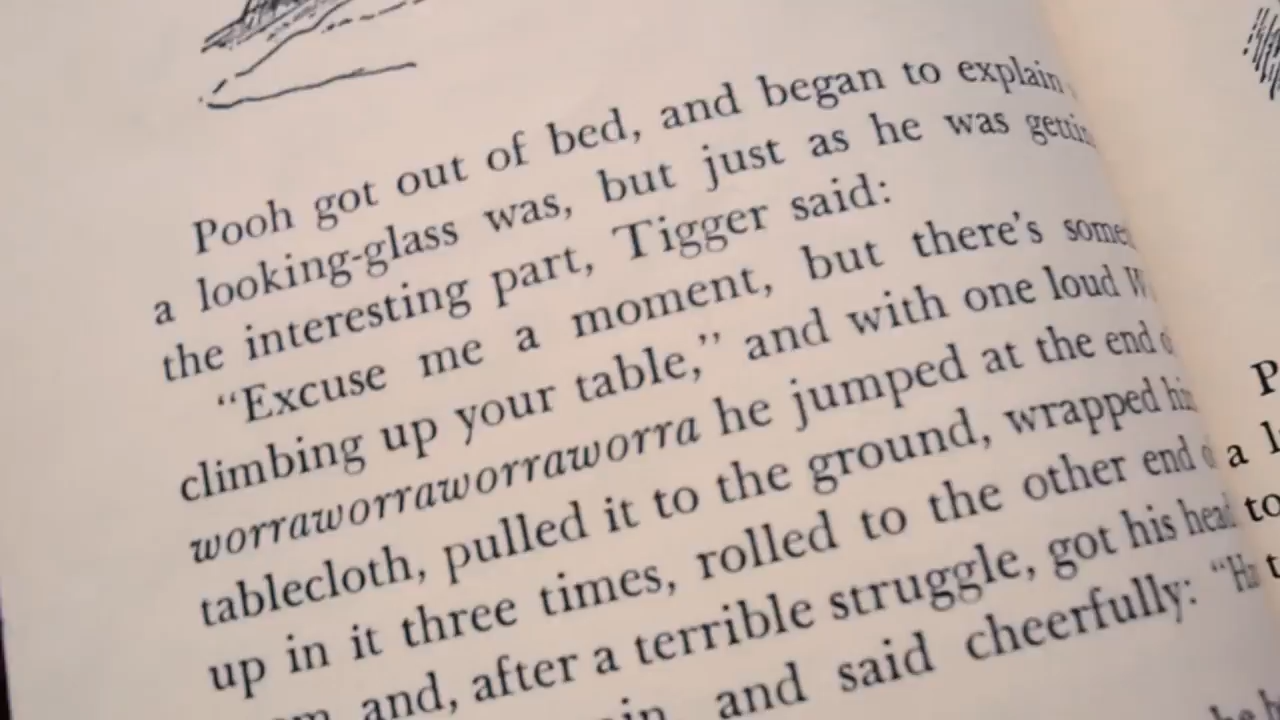 Pooh got out of bed, and began to explain
a looking-glass was, but just as he was
the interesting part, Tigger said:
“Excuse me a moment, but there's
climbing up your table,” and with one loud
worraworraworraworraworra he jumped at the end
tablecloth, pulled it to the ground, wrapped
up in it three times, rolled to the other end
and, after a terrible struggle, got his head
and said cheerfully: